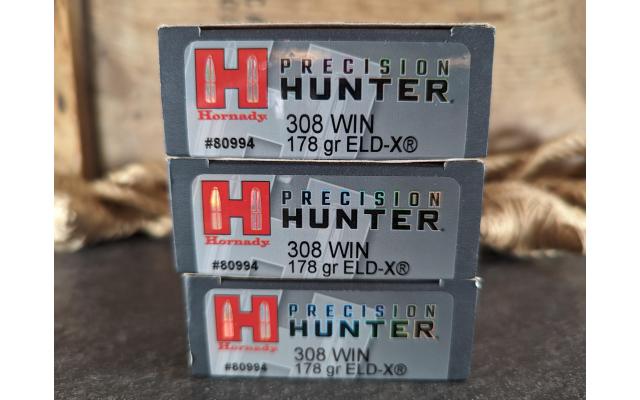 PRECISION
HUNTER
Hornady
308 WIN
#80994
178 gr ELD-X®
PRECISION
HUNTER
Hornady
308 WIN
#80994
178 gr ELD-X®
PRECISION
HUNTER
Hornady
308 WIN
#80994
178 gr ELD-X®